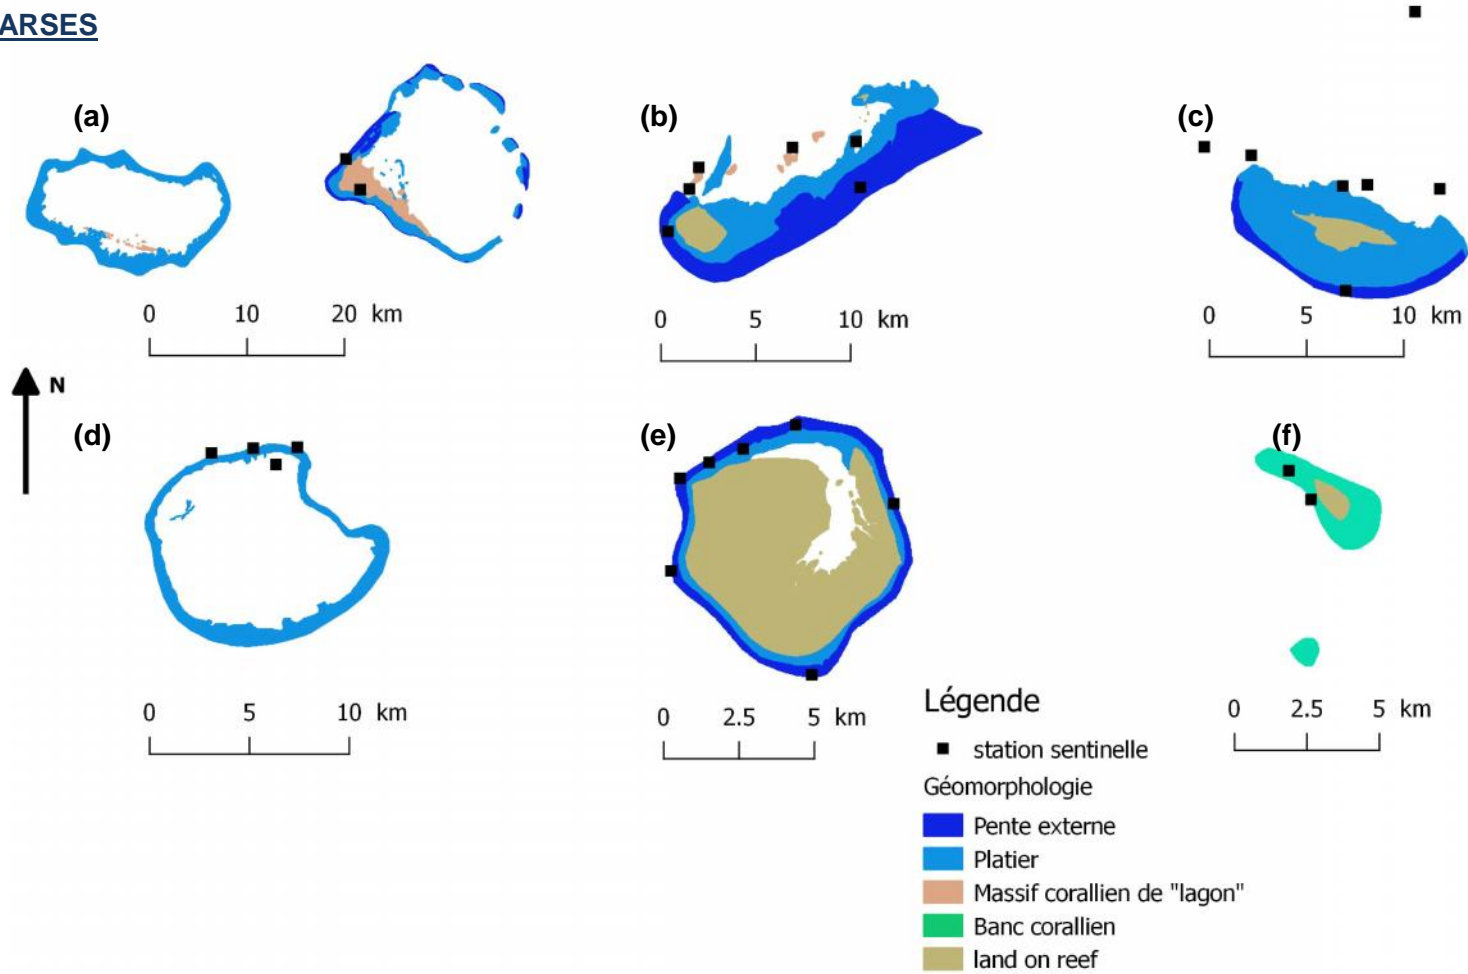 ARSES
(a)
(b)
(c)
0 10 20 km
0 5 10 km
0 5 10 km
N
(d)
(e)
(f)
0 5 10 km
0 2.5 5 km
0 2.5 5 km
Légende
station sentinelle
Géomorphologie
Pente externe
Platier
Massif corallien de "lagon"
Banc corallien
land on reef